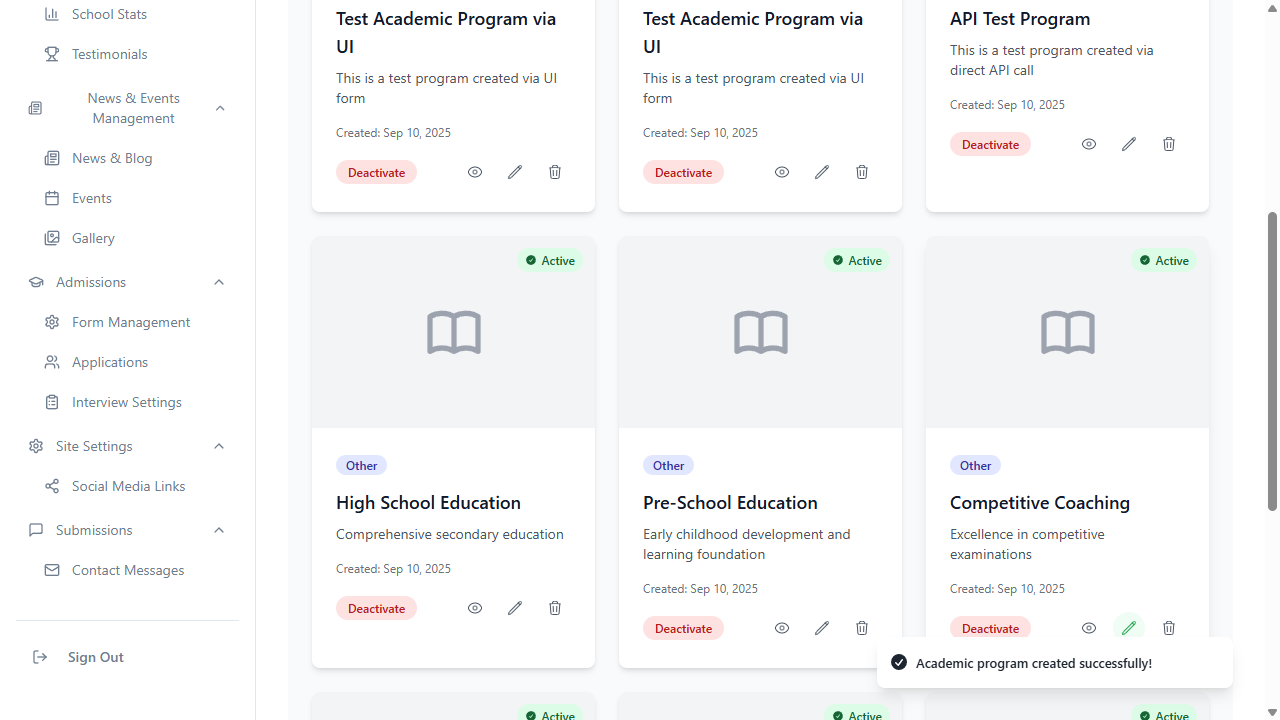 School Stats
Testimonials
News & Events
Management
News & Blog
Events
Gallery
Admissions
Form Management
Applications
Interview Settings
Site Settings
Social Media Links
Submissions
Contact Messages
Sign Out
Test Academic Program via
UI
This is a test program created via UI
form
Created: Sep 10, 2025
Deactivate
Test Academic Program via
UI
This is a test program created via UI
form
Created: Sep 10, 2025
Deactivate
API Test Program
This is a test program created via
direct API call
Created: Sep 10, 2025
Deactivate
Active
Other
High School Education
Comprehensive secondary education
Created: Sep 10, 2025
Deactivate
Active
Other
Pre-School Education
Early childhood development and
learning foundation
Created: Sep 10, 2025
Deactivate
Active
Other
Competitive Coaching
Excellence in competitive
examinations
Created: Sep 10, 2025
Deactivate
Academic program created successfully!
Active
Active
Active